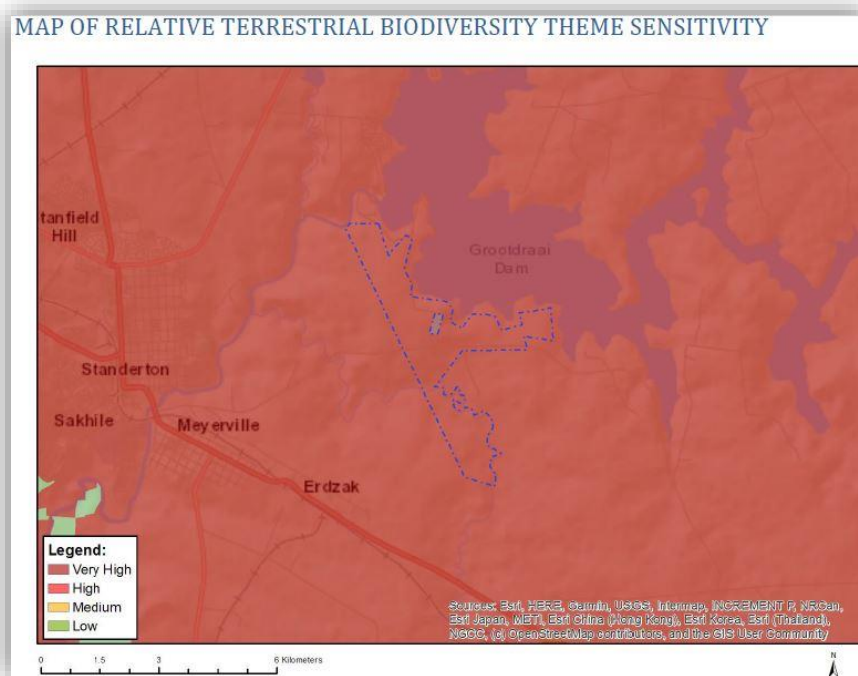 MAP OF RELATIVE TERRESTRIAL BIODIVERSITY THEME SENSITIVITY
Grootdraai
Dam
tanfield
Hill
Standerton
Sakhile
Meyerville
Erdzak
Legend:
Very High
High
Medium
Low
Sources: Esri, HERE, Garmin, USGS, Intermap, INCREMENT P, NRCan,
Esri Japan, METI, Esri China (Hong Kong), Esri Korea, Esri (Thailand),
NGCC, (c) OpenStreetMap contributors, and the GIS User Community
0 1.5 3 6 Kilometers
N